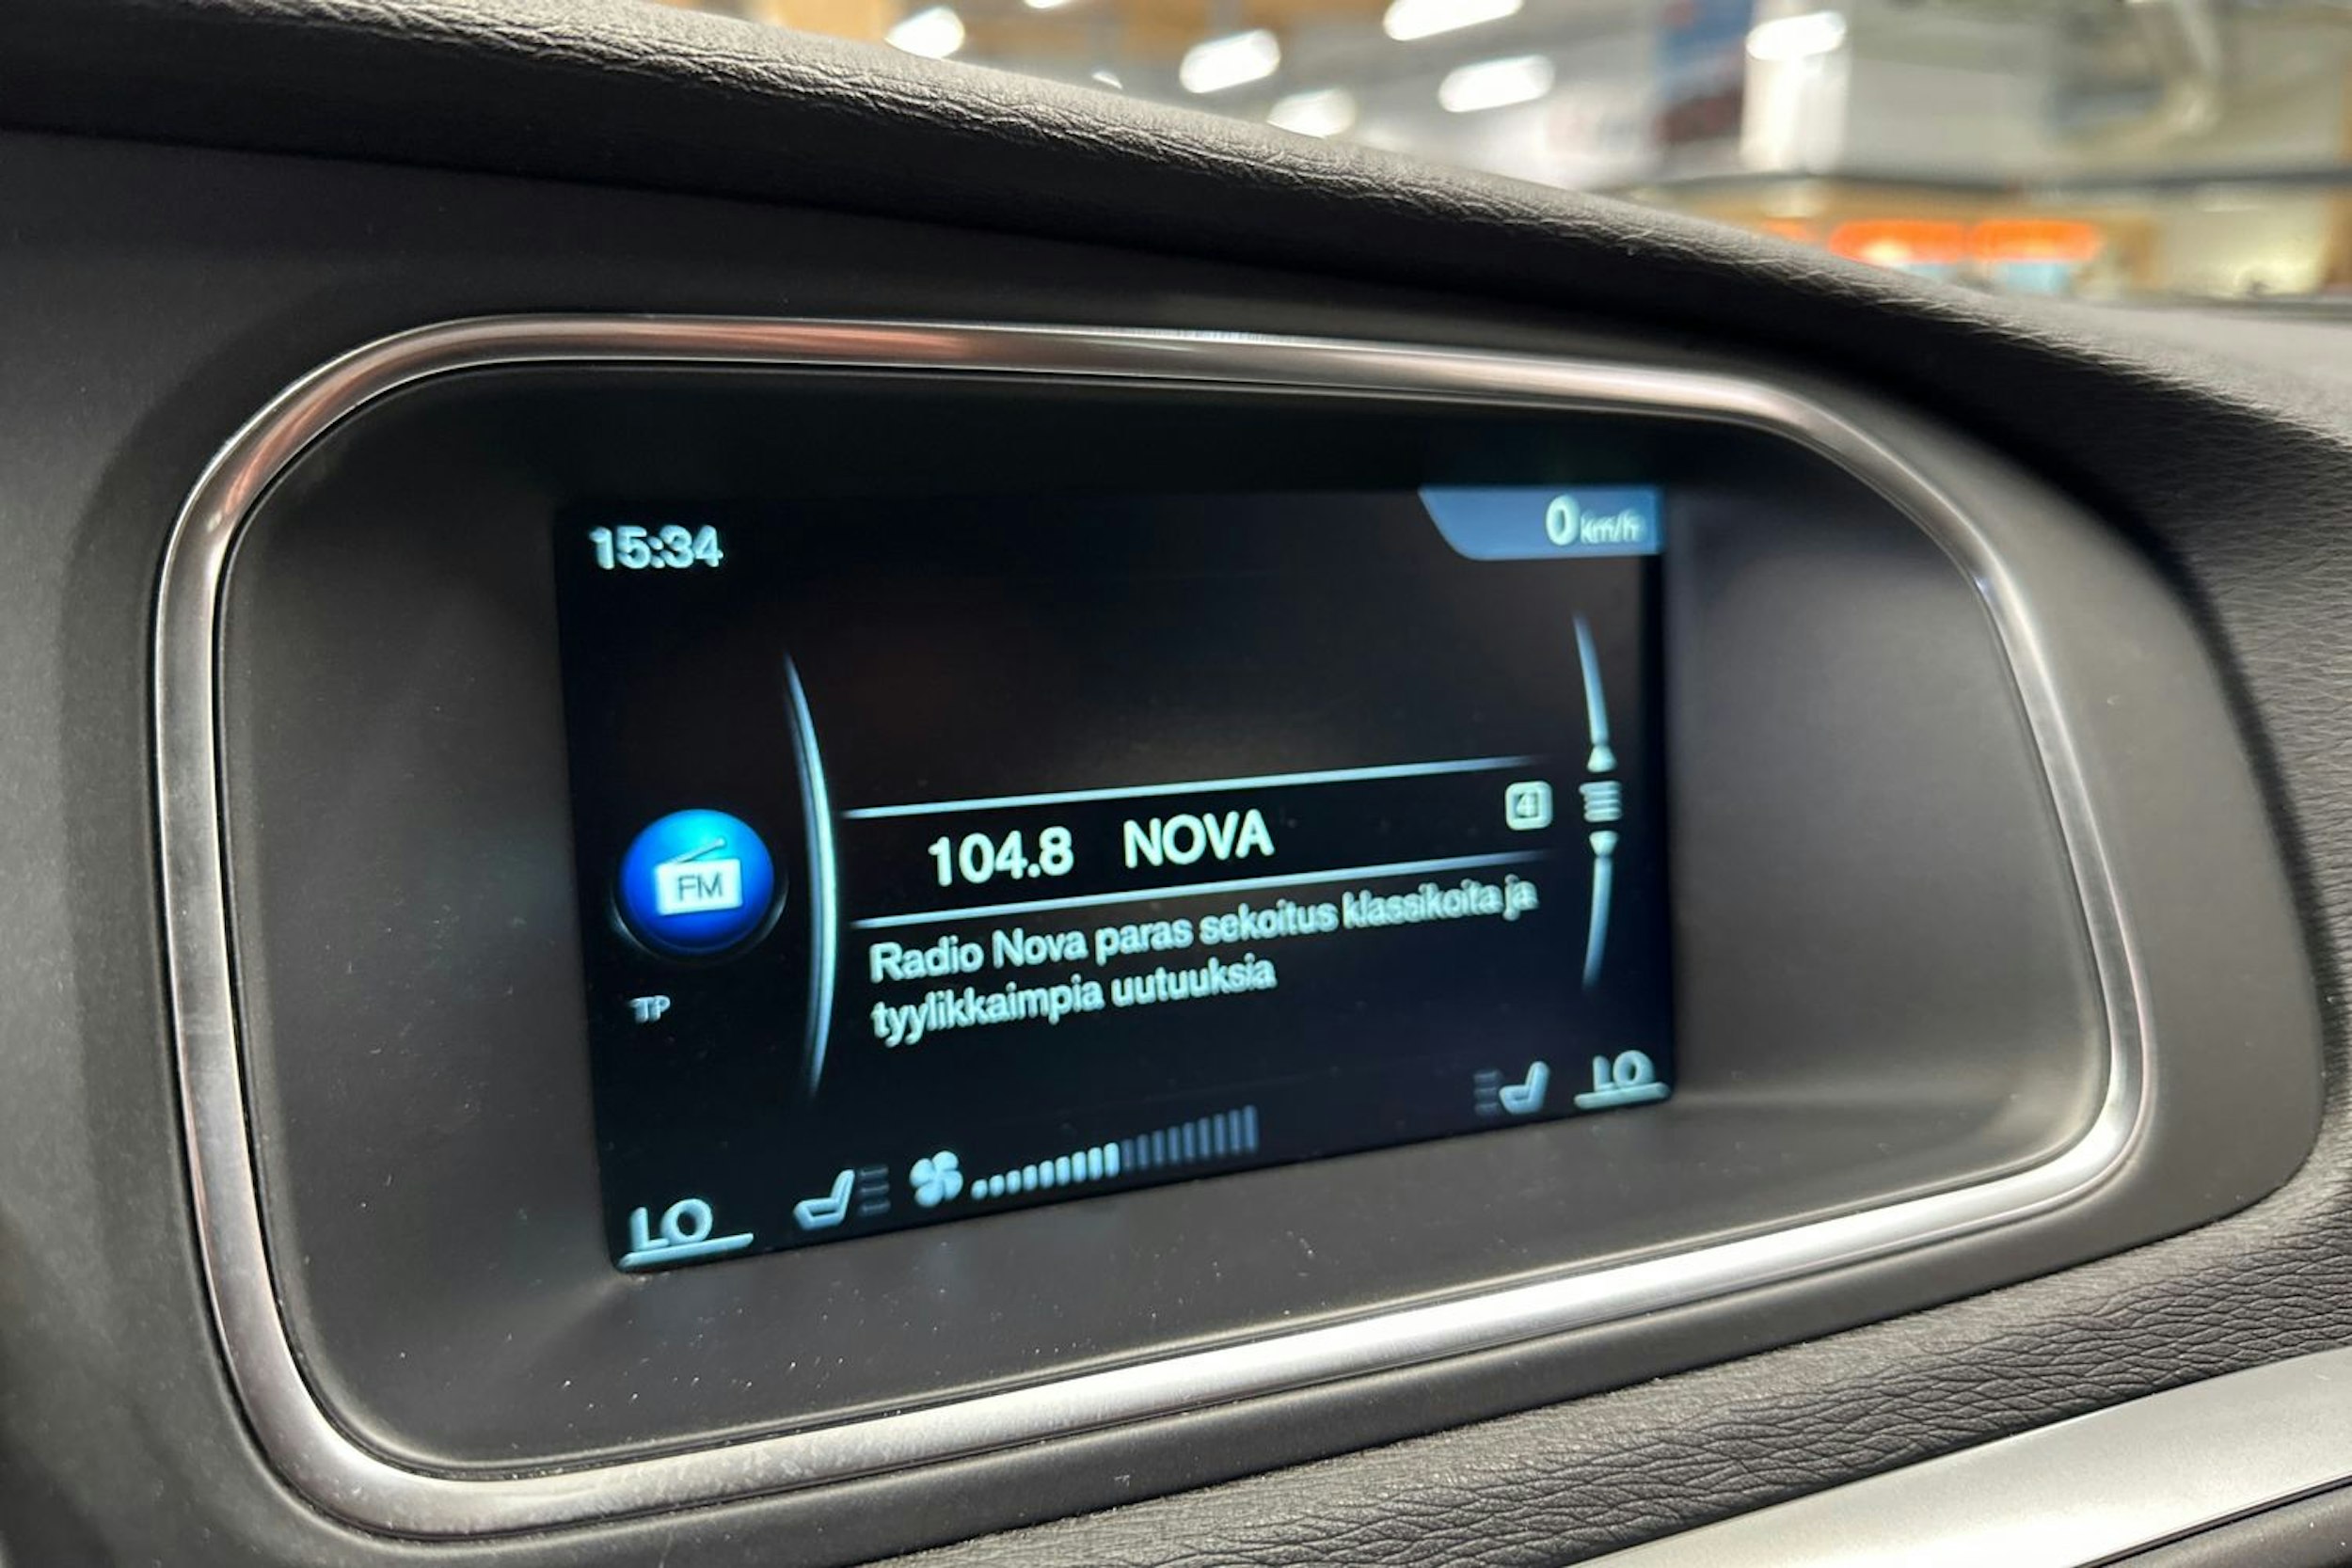 15:34
0 km/h
104.8 NOVA 4
FM
Radio Nova paras sekoitus klassikoita ja
tyylikkaimpia uutuuksia
TP
LO
LO